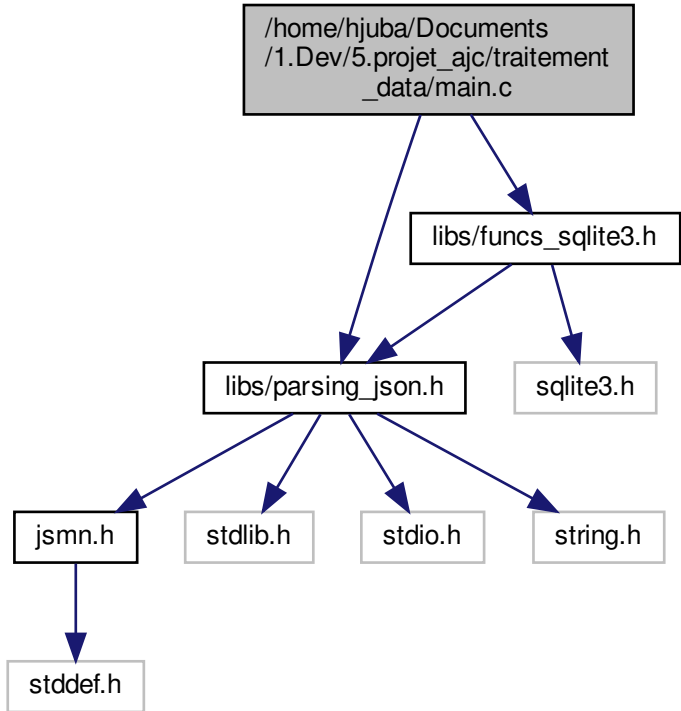 /home/hjuba/Documents
/1.Dev/5.projet_ajc/traitement
_data/main.c
libs/funcs_sqlite3.h
libs/parsing_json.h
sqlite3.h
jsmn.h
stdlib.h
stdio.h
string.h
stddef.h